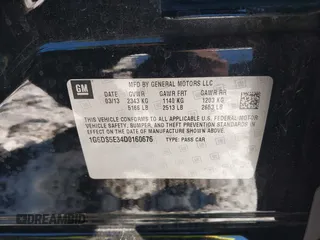 GM
MFD BY GENERAL MOTORS LLC
DATE GVWR GAWR FRT GAWR RR
03/13 2343 KG 1140 KG 1203 KG
5165 LB 2513 LB 2652 LB
THIS VEHICLE CONFORMS TO ALL APPLICABLE U.S. FEDERAL MOTOR VEHICLE
SAFETY, BUMPER, AND THEFT PREVENTION STANDARDS IN EFFECT ON THE DATE
OF MANUFACTURE SHOWN ABOVE.
1G6DS5E34D0160676 TYPE: PASS CAR
DREAMBID